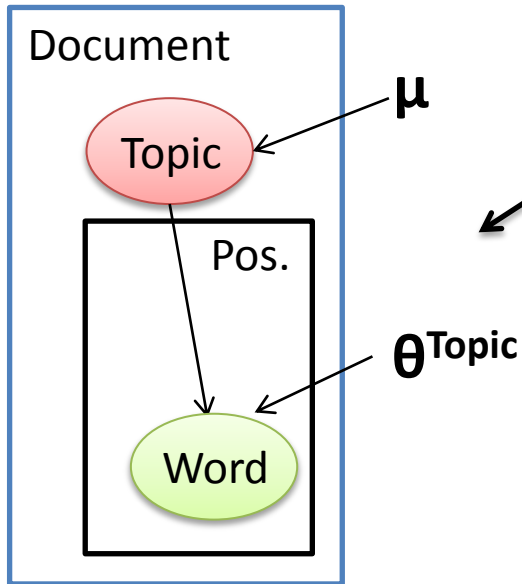 Document
μ
Topic
Pos.
θTopic
Word